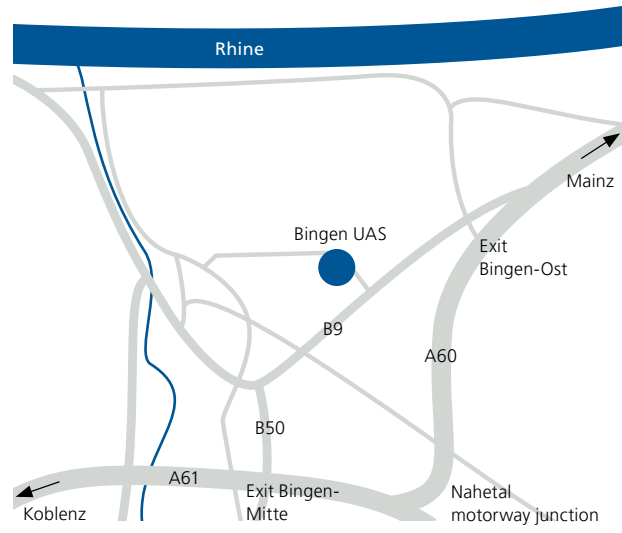 Rhine
Mainz
Bingen UAS
Exit
Bingen-Ost
B9
A60
B50
A61
Exit Bingen-
Mitte
Nahetal
motorway junction
Koblenz